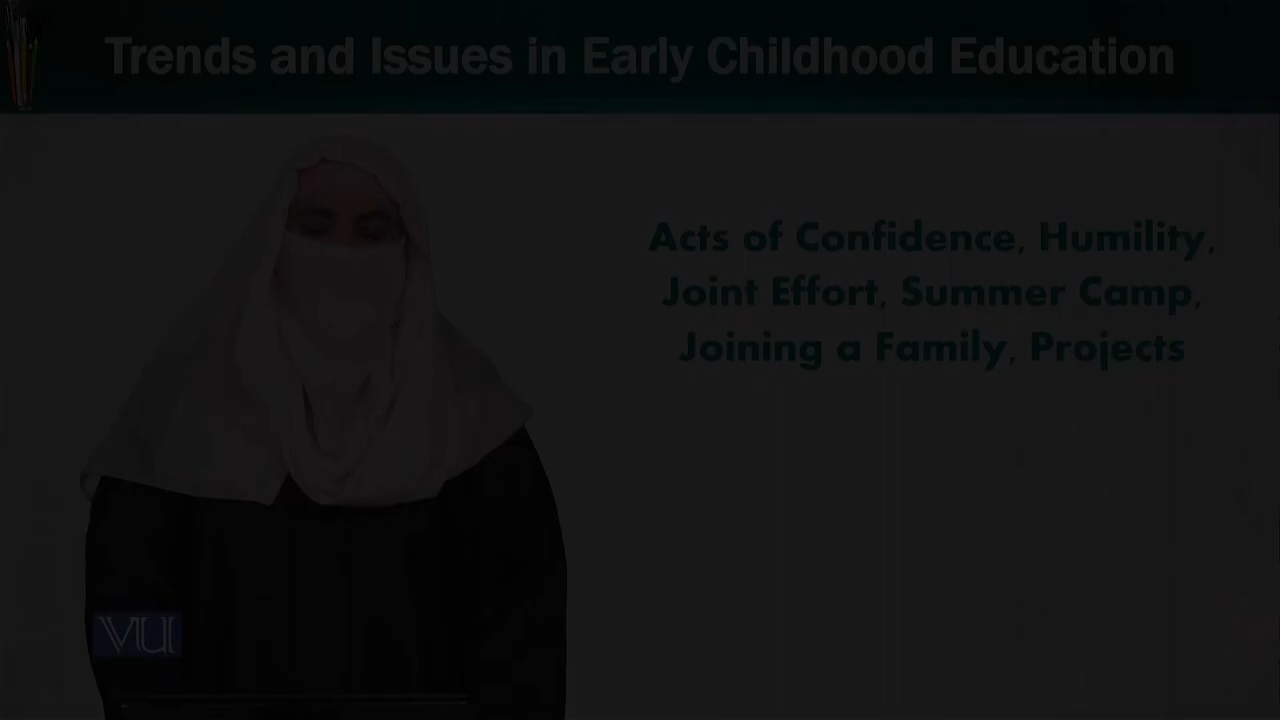 Trends and Issues in Early Childhood Education
Acts of Confidence, Humility,
Joint Effort, Summer Camp,
Joining a Family, Projects
VU